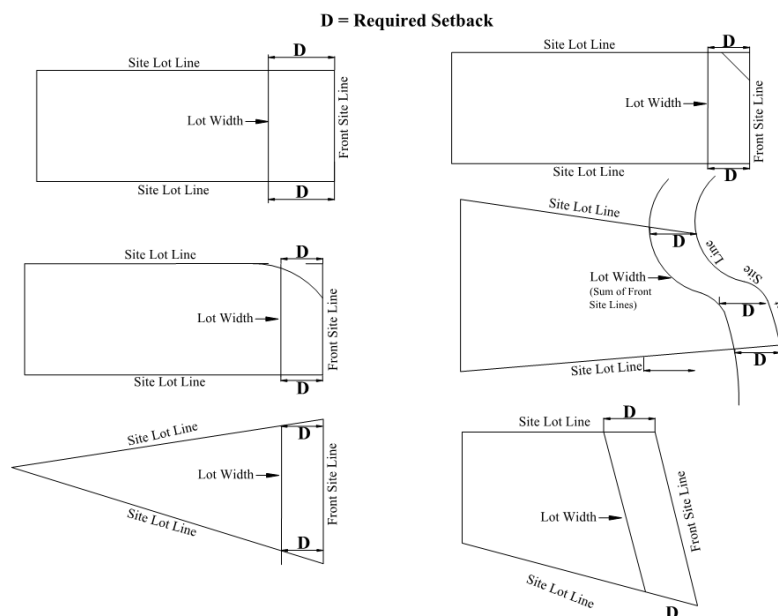 D = Required Setback
D
Site Lot Line
Lot Width
Front Site Line
Site Lot Line
D
D
Site Lot Line
Lot Width
Front Site Line
Site Lot Line
D
Site Lot Line
D
Lot Width
Front Site Line
Site Lot Line
D
Site Lot Line
D
Line
Site
Lot Width
(Sum of Front
Site Lines)
D
D
Site Lot Line
Site Lot Line
D
Lot Width
Front Site Line
Site Lot Line
D
D
Site Lot Line
Lot Width
Front Site Line
Site Lot Line
D